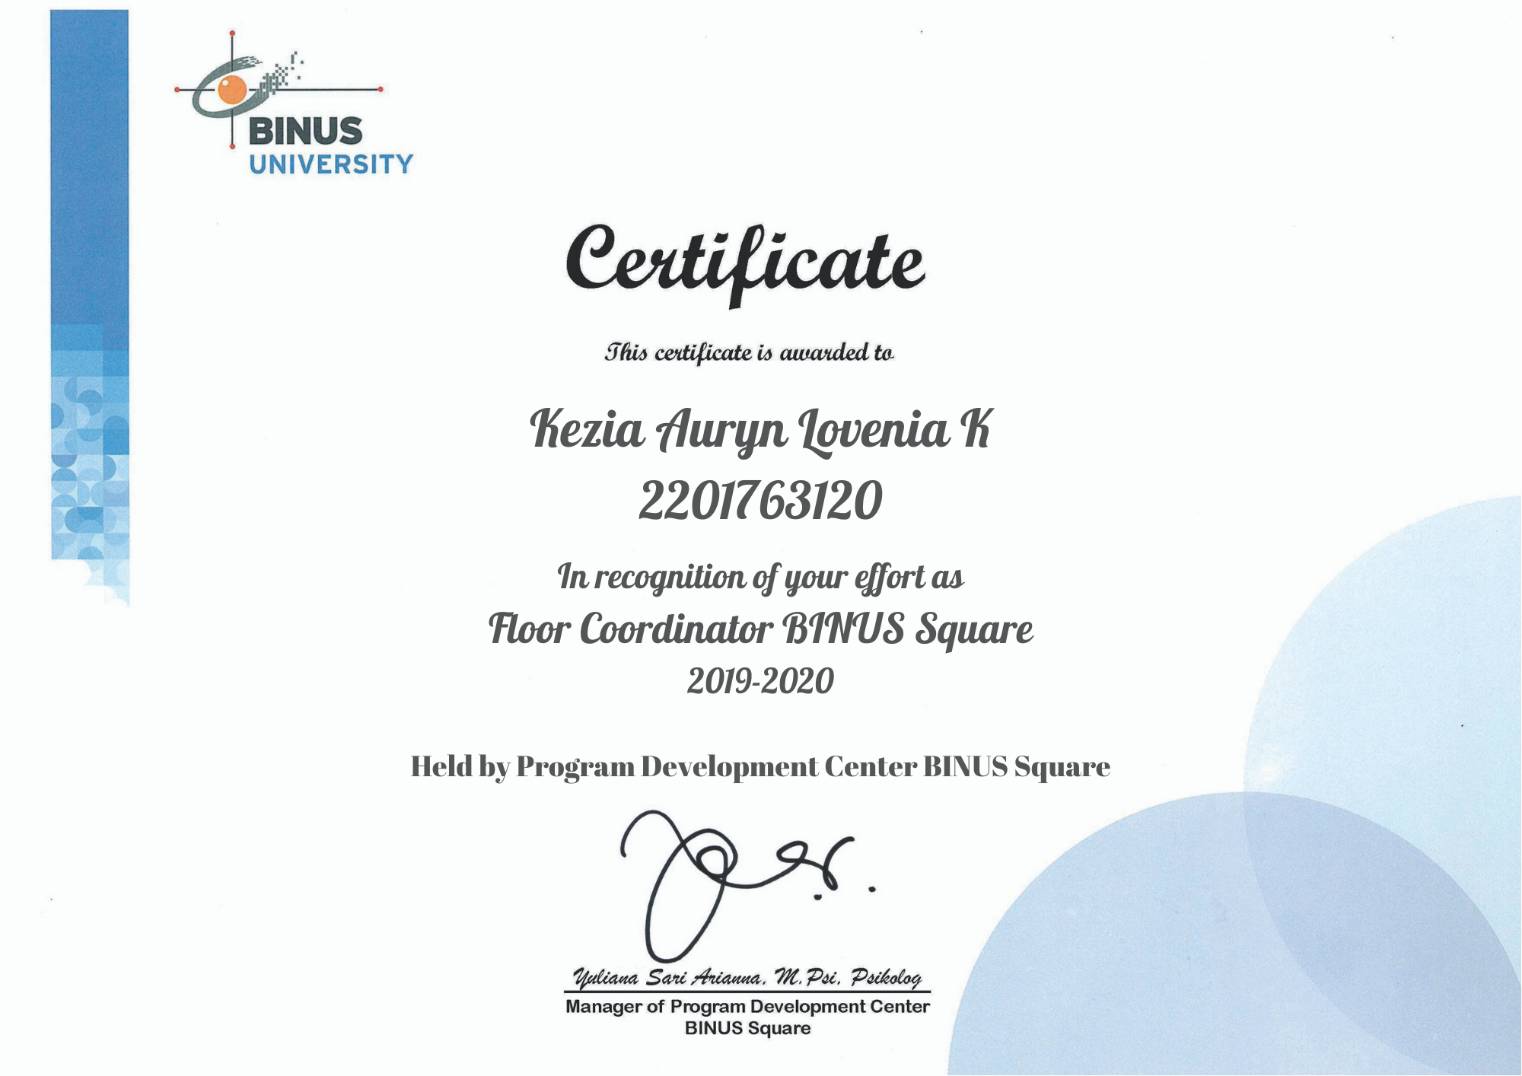 BINUS
UNIVERSITY
Certificate
This certificate is awarded to
Kezia Auryn Lovenia K
2201763120
In recognition of your effort as
Floor Coordinator BINUS Square
2019-2020
Held by Program Development Center BINUS Square
Yuliana Sari Arianna, M.Psi, Psikolog
Manager of Program Development Center
BINUS Square